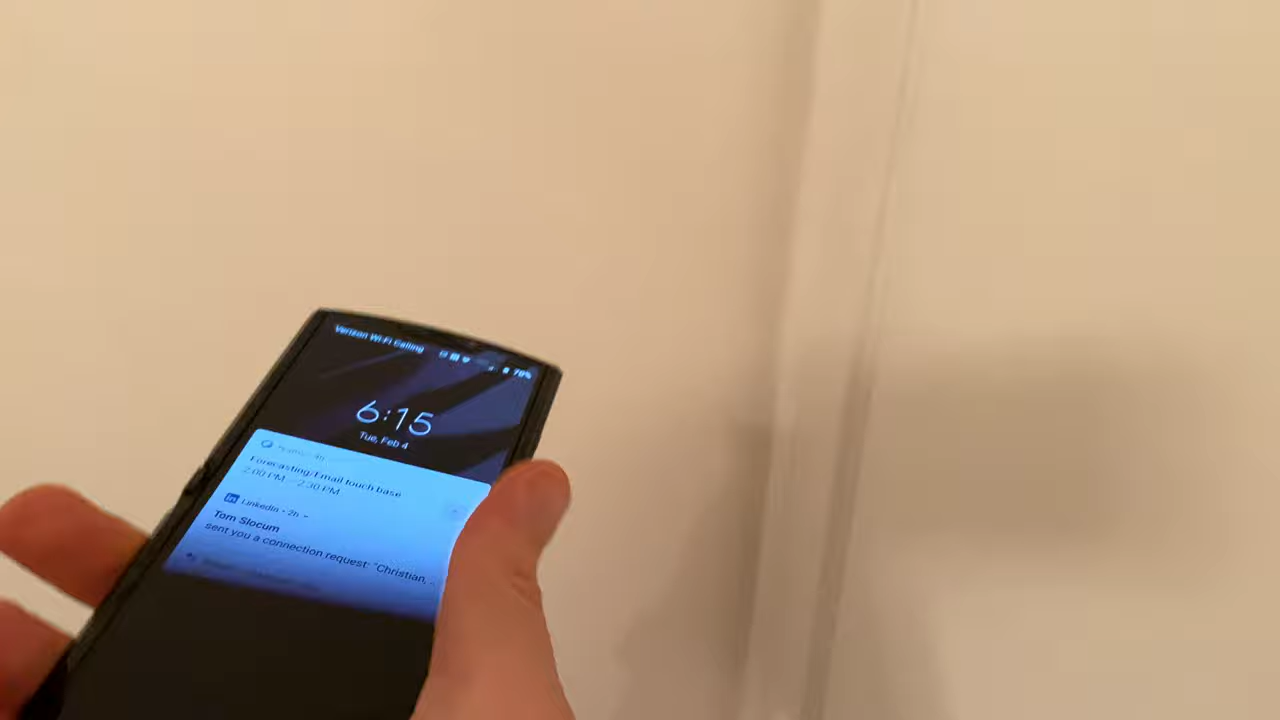 Verizon Wi-Fi Calling
79%
6:15
Tue, Feb 4
Forecasting/Email touch base
2:00 PM – 2:30 PM
LinkedIn • 2h
Tom Slocum
sent you a connection request: "Christian, ..